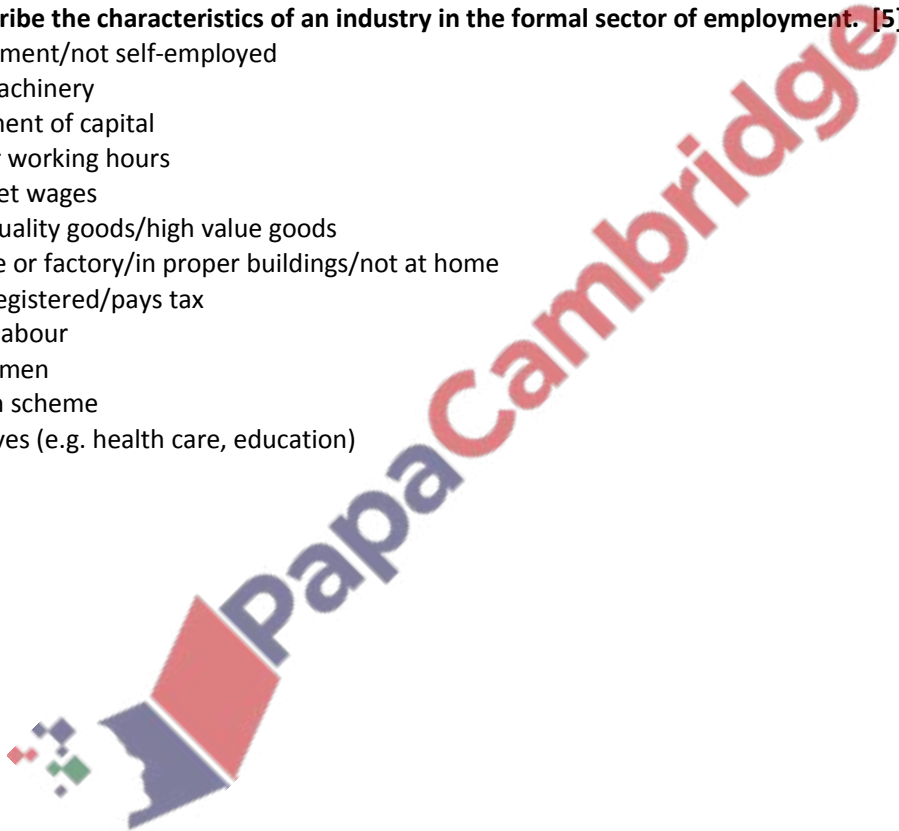 ribe the characteristics of an industry in the formal sector of employment. [5]
ment/not self-employed
achinery
ment of capital
working hours
et wages
uality goods/high value goods
e or factory/in proper buildings/not at home
egistered/pays tax
abour
men
scheme
ves (e.g. health care, education)
PapaCambridge